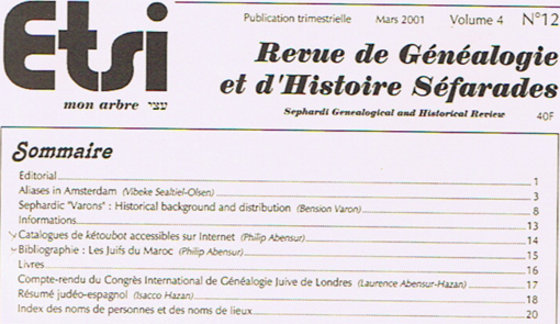 Etsi
mon arbre עצי
Publication trimestrielle Mars 2001 Volume 4 N°12
Revue de Généalogie
et d'Histoire Séfarades
Sephardi Genealogical and Historical Review
40F
Sommaire
Editorial 1
Aliases in Amsterdam (Vibeke Sealtiel-Olsen) 3
Sephardic "Varons" : Historical background and distribution (Bension Varon) 8
Informations 13
Catalogues de kétoubot accessibles sur Internet (Philip Abensur) 14
Bibliographie : Les Juifs du Maroc (Philip Abensur) 15
Livres 16
Compte-rendu du Congrès International de Généalogie Juive de Londres (Laurence Abensur-Hazan) 17
Résumé judéo-espagnol (Isacco Hazan) 18
Index des noms de personnes et des noms de lieux 20